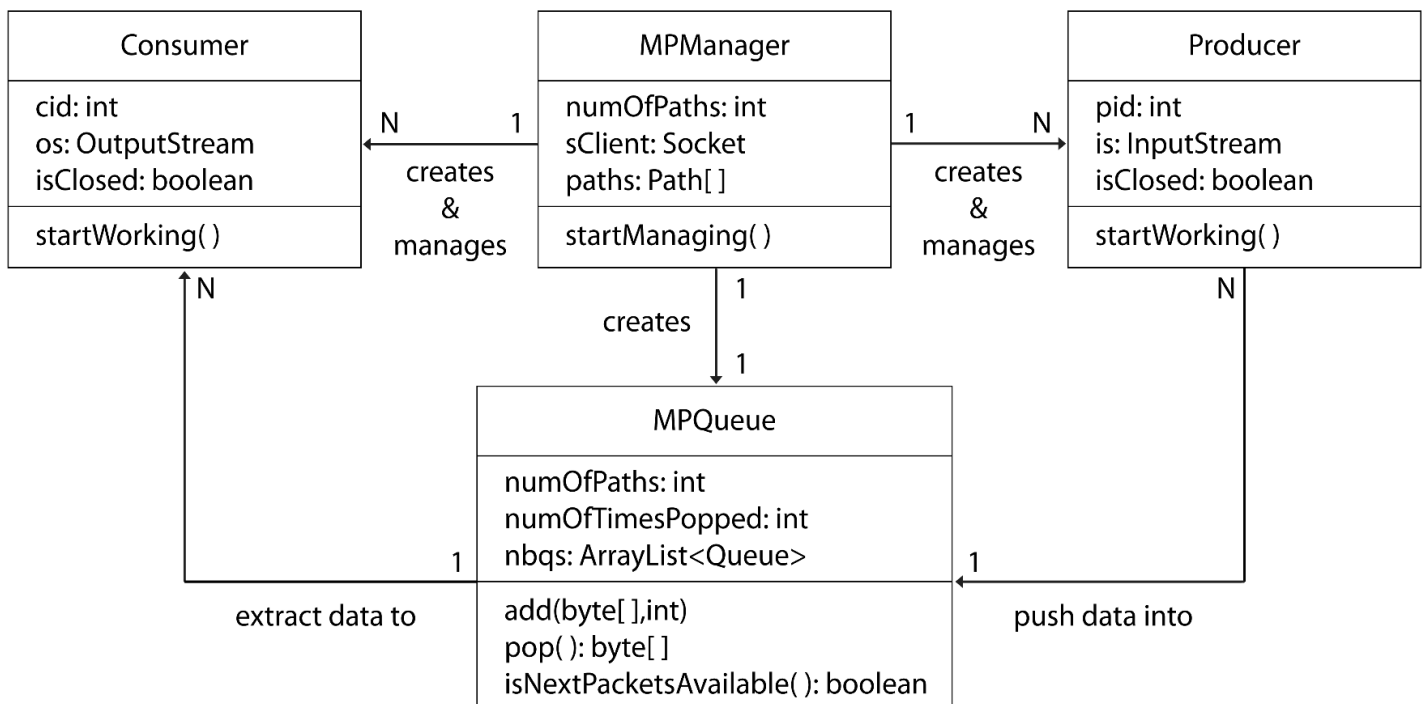 Consumer
cid: int
os: OutputStream
isClosed: boolean
startWorking( )
N
1
creates
&
manages
MPManager
numOfPaths: int
sClient: Socket
paths: Path[ ]
startManaging( )
1
N
creates
&
manages
Producer
pid: int
is: InputStream
isClosed: boolean
startWorking( )
N
1
N
creates
1
MPQueue
numOfPaths: int
numOfTimesPopped: int
nbqs: ArrayList<Queue>
add(byte[ ],int)
pop( ): byte[ ]
isNextPacketsAvailable( ): boolean
1
extract data to
1
push data into